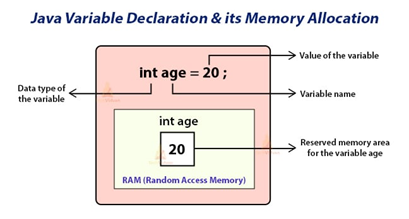 Java Variable Declaration & its Memory Allocation
Value of the variable
int age = 20 ;
Data type of
the variable
Variable name
int age
20
Reserved memory area
for the variable age
RAM (Random Access Memory)